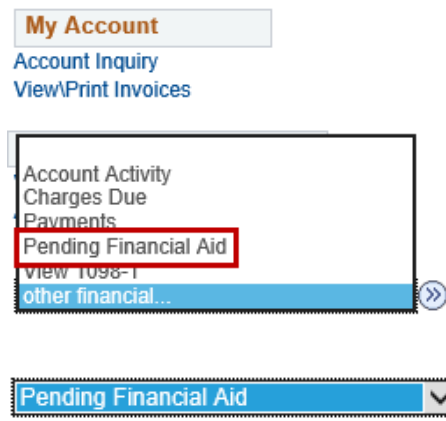 My Account
Account Inquiry
View\Print Invoices
Account Activity
Charges Due
Payments
Pending Financial Aid
View 1098-T
other financial...
Pending Financial Aid